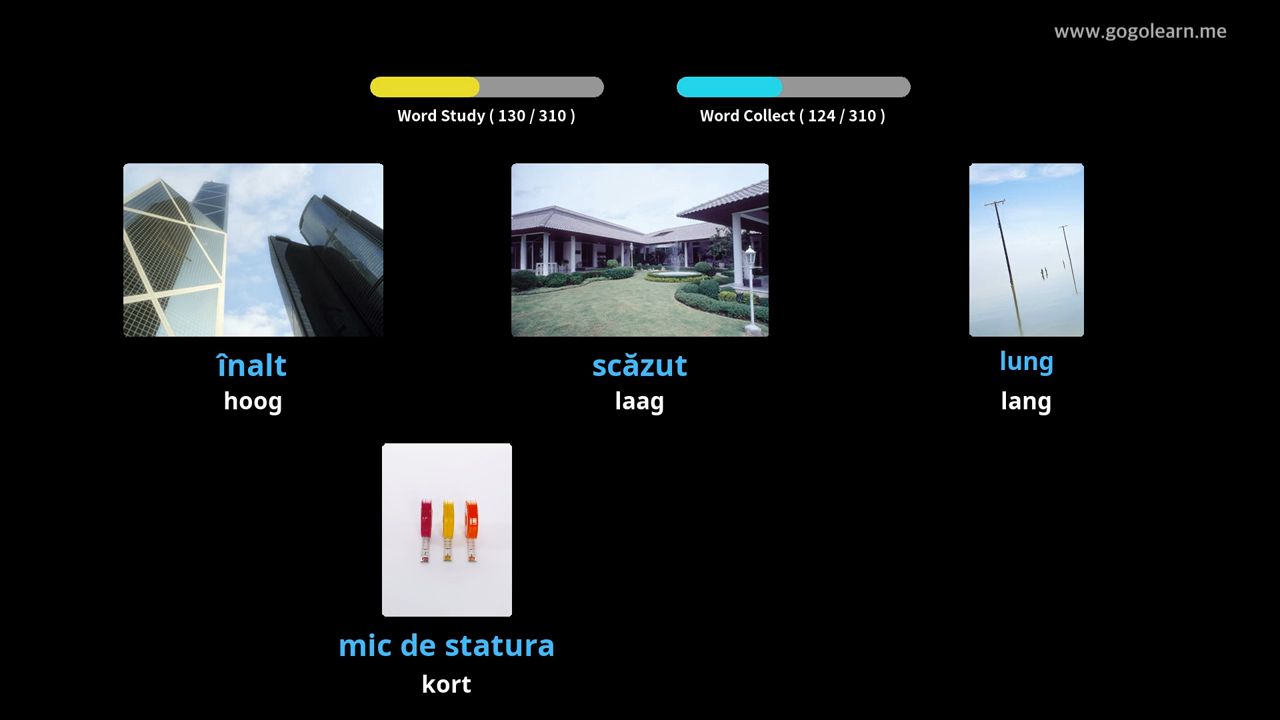 www.gogolearn.me
Word Study ( 130 / 310 )
Word Collect ( 124 / 310 )
înalt
hoog
scăzut
laag
lung
lang
mic de statura
kort